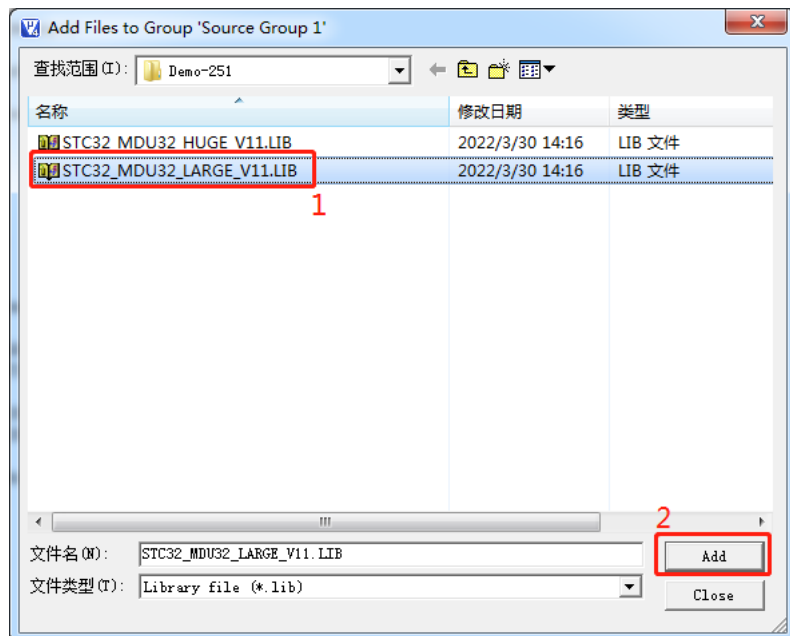 Add Files to Group 'Source Group 1'
查找范围(I): Demo-251
名称 修改日期 类型
STC32_MDU32_HUGE_V11.LIB 2022/3/30 14:16 LIB 文件
STC32_MDU32_LARGE_V11.LIB 2022/3/30 14:16 LIB 文件
1
2
文件名(N): STC32_MDU32_LARGE_V11.LIB Add
文件类型(T): Library file (*.lib) Close